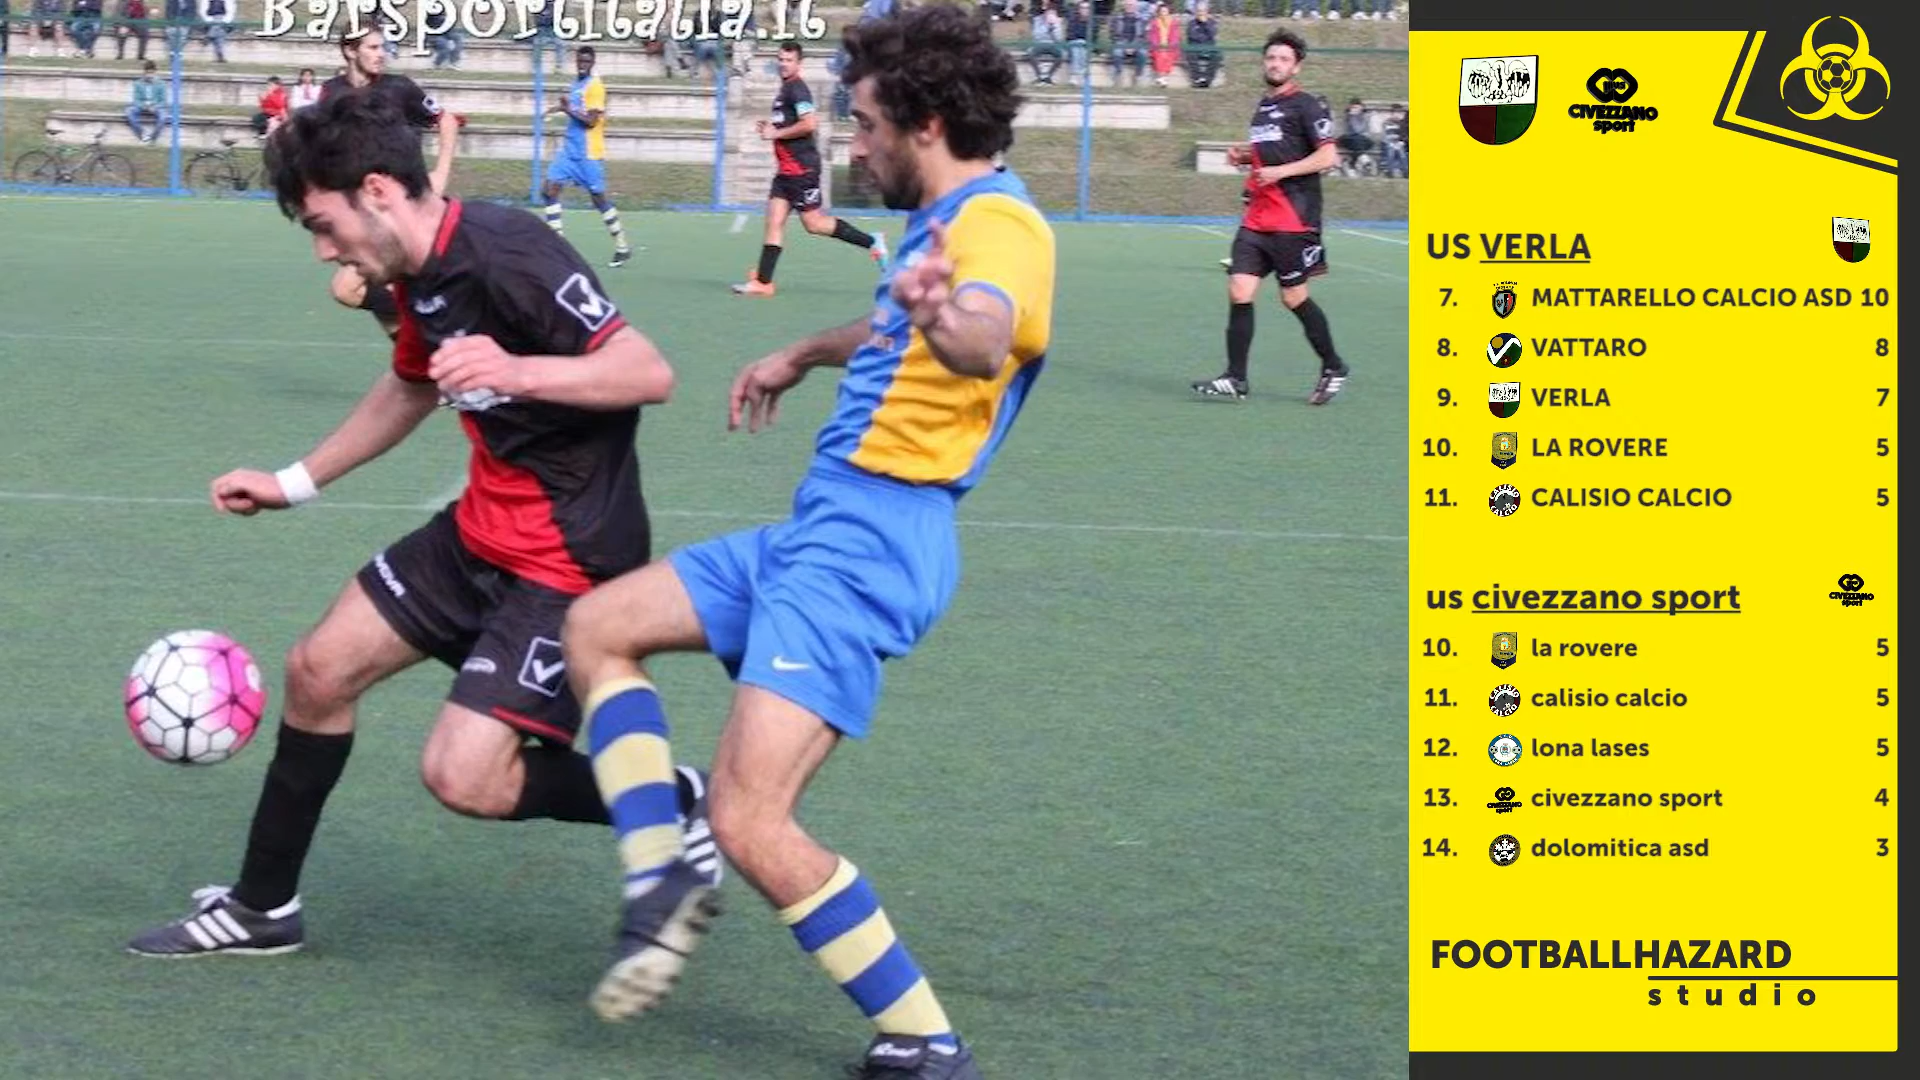 Barsportitalia.it
CIVEZZANO
sport
US VERLA
7. MATTARELLO CALCIO ASD 10
8. VATTARO 8
9. VERLA 7
10. LA ROVERE 5
11. CALISIO CALCIO 5
us civezzano sport
CIVEZZANO
sport
10. la rovere 5
11. calisio calcio 5
12. lona lases 5
13. civezzano sport 4
14. dolomitica asd 3
FOOTBALLHAZARD
studio